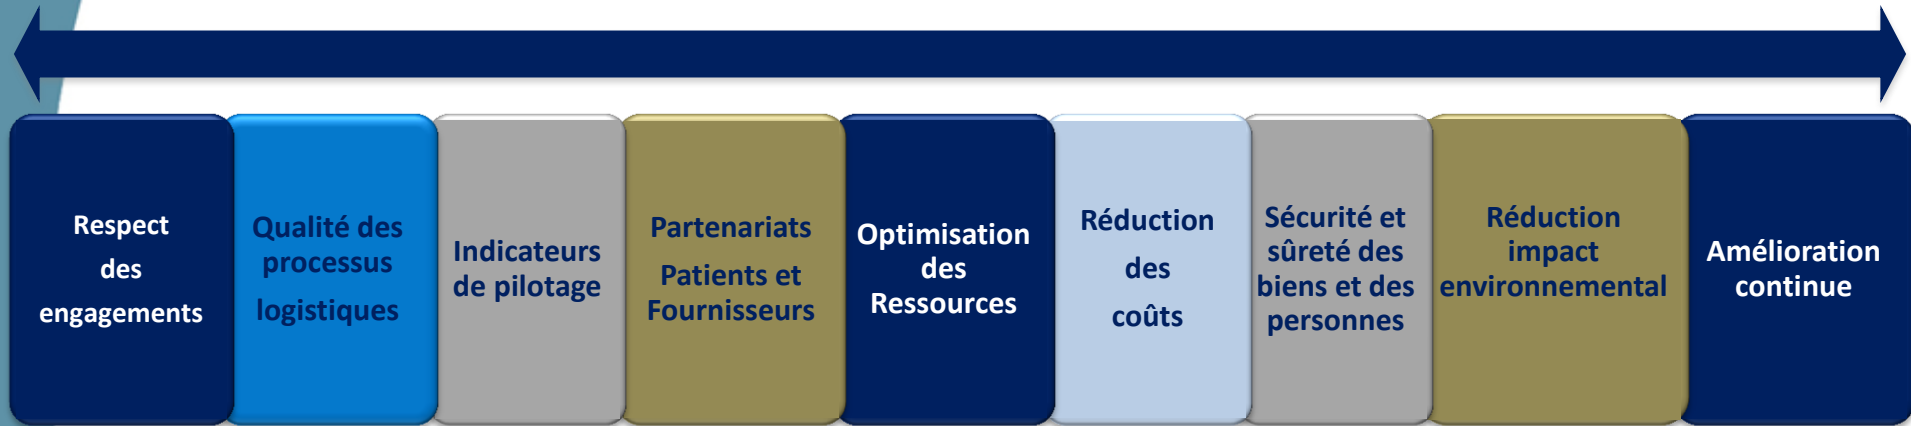 Respect
des
engagements
Qualité des
processus
logistiques
Indicateurs
de pilotage
Partenariats
Patients et
Fournisseurs
Optimisation
des
Ressources
Réduction
des
coûts
Sécurité et
sûreté des
biens et des
personnes
Réduction
impact
environnemental
Amélioration
continue